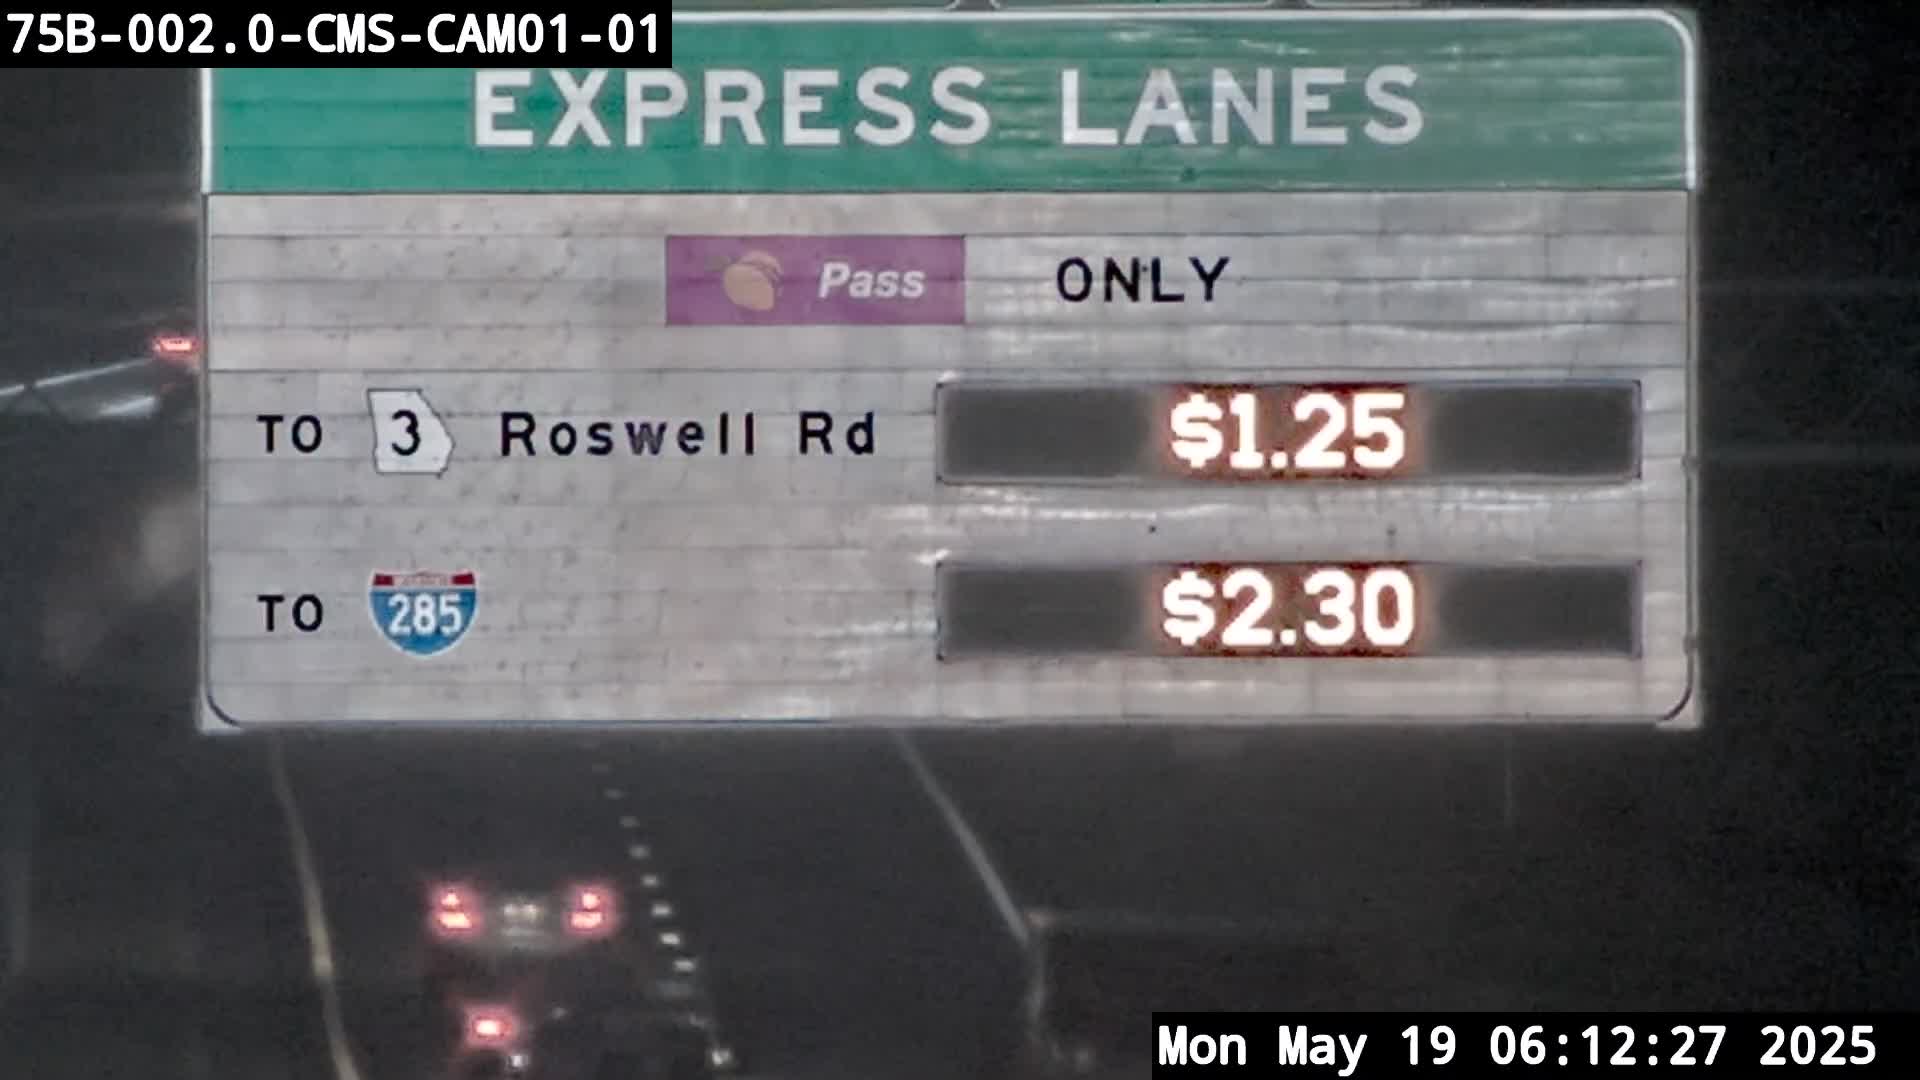 75B-002.0-CMS-CAM01-01
EXPRESS LANES
Pass ONLY
TO 3 Roswell Rd $1.25
TO 285 $2.30
Mon May 19 06:12:27 2025